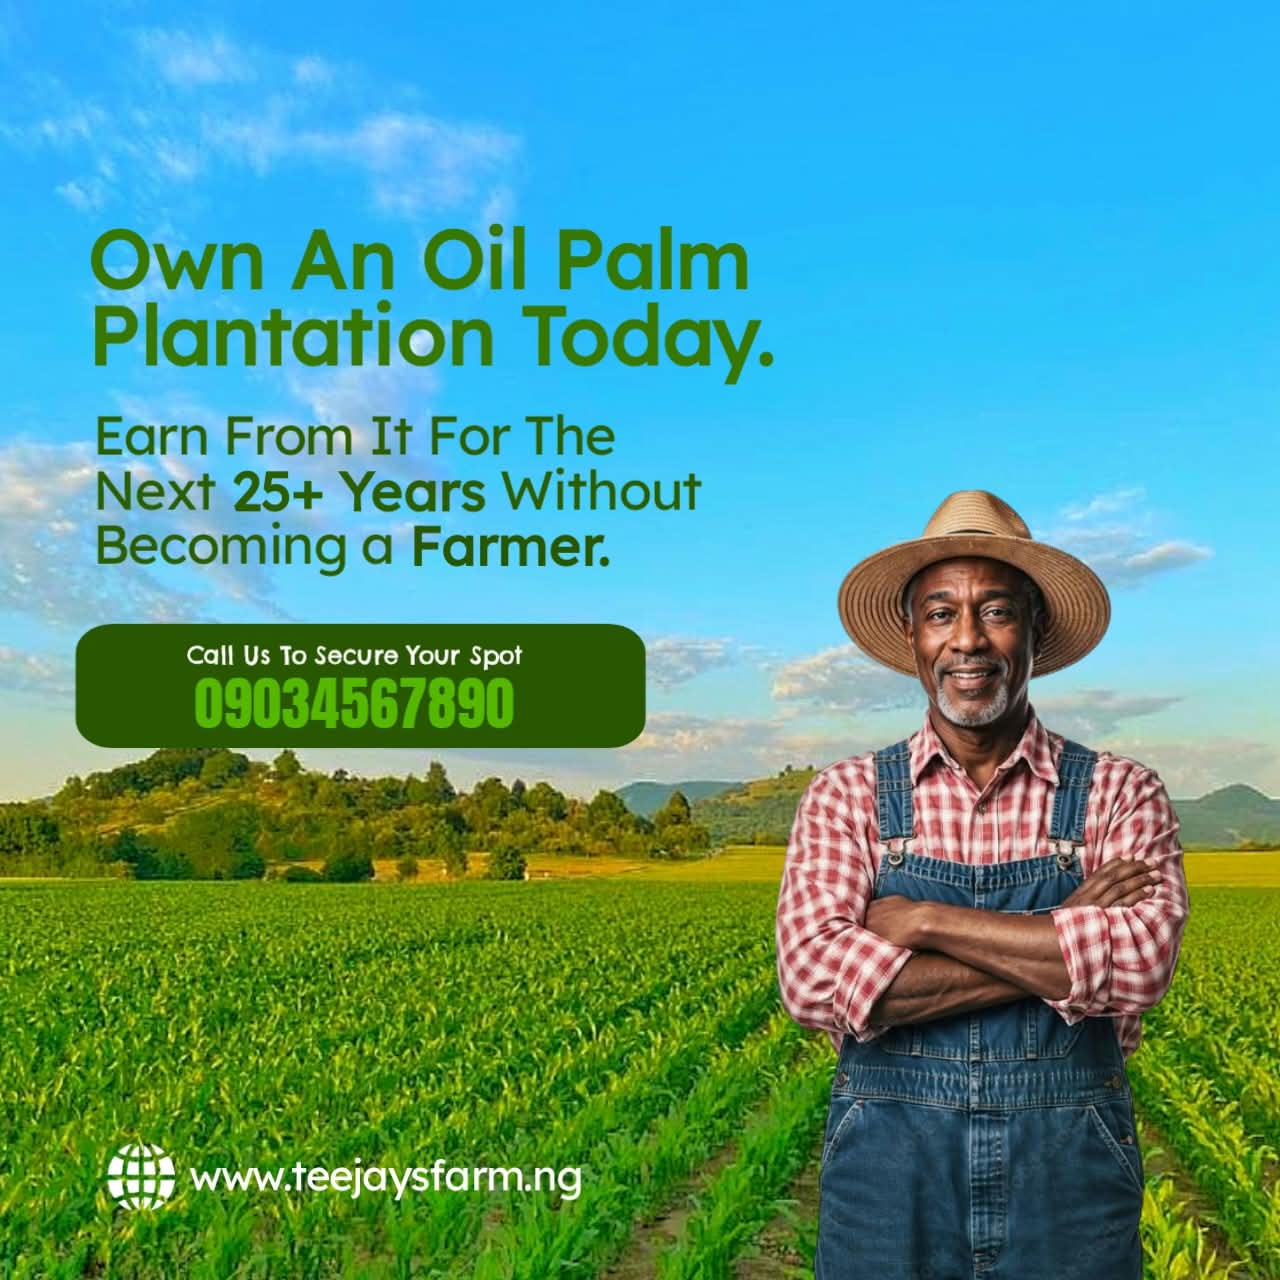 Own An Oil Palm
Plantation Today.
Earn From It For The
Next 25+ Years Without
Becoming a Farmer.
Call Us To Secure Your Spot
09034567890
www.teejaysfarm.ng